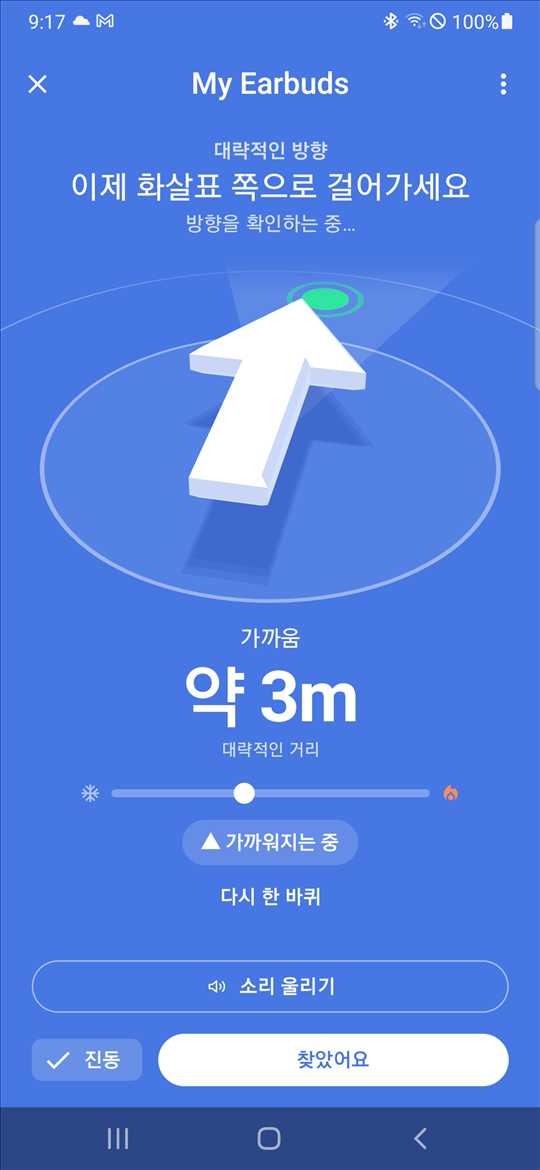 9:17
100%
My Earbuds
대략적인 방향
이제 화살표 쪽으로 걸어가세요
방향을 확인하는 중...
가까움
약 3m
대략적인 거리
가까워지는 중
다시 한 바퀴
소리 울리기
진동
찾았어요